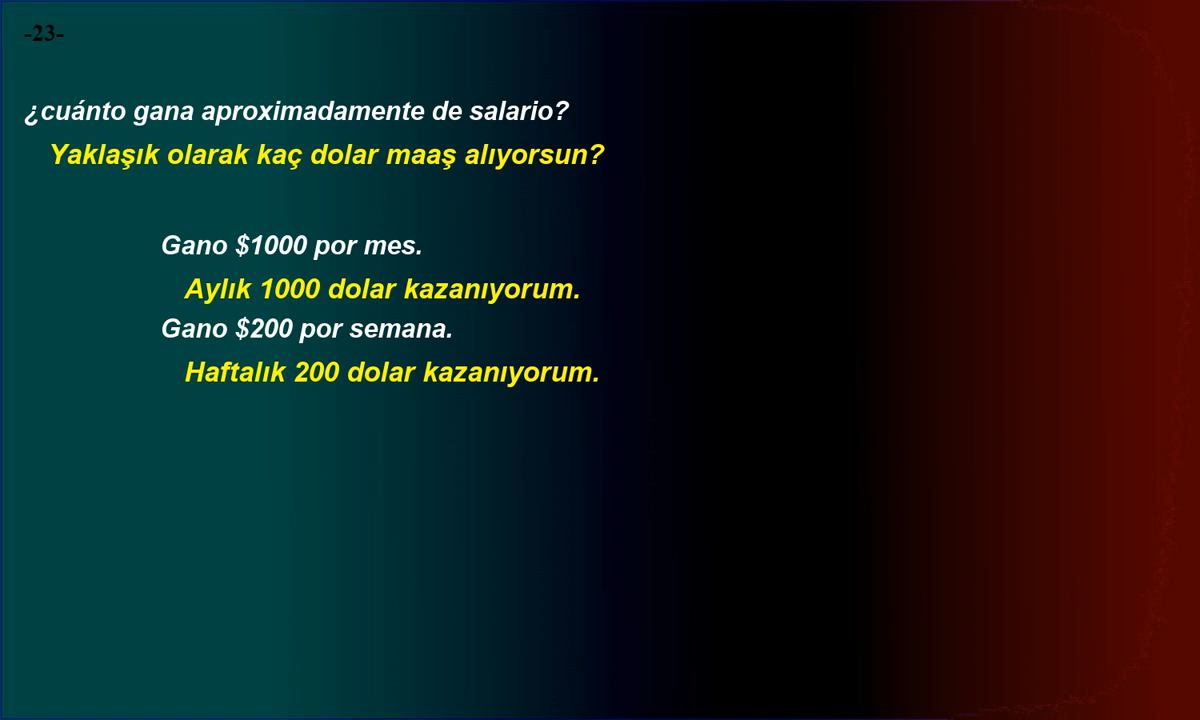 -23-
¿cuánto gana aproximadamente de salario?
Yaklaşık olarak kaç dolar maaş alıyorsun?
Gano $1000 por mes.
Aylık 1000 dolar kazanıyorum.
Gano $200 por semana.
Haftalık 200 dolar kazanıyorum.